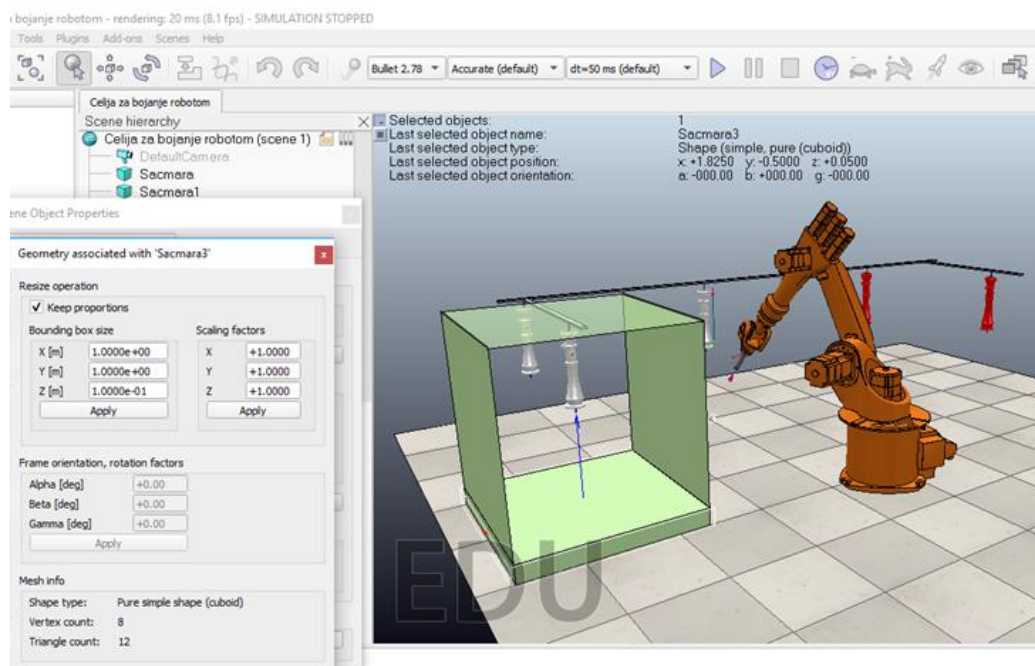 bojanje robotom - rendering: 20 ms (8.1 fps) - SIMULATION STOPPED
Tools Plugins Add-ons Scenes Help
Bullet 2.78 Accurate (default) dt=50 ms (default)
Celija za bojanje robotom
Scene hierarchy
Celija za bojanje robotom (scene 1)
DefaultCamera
Sacmara
Sacmara1
Selected objects: 1
Last selected object name: Sacmara3
Last selected object type: Shape (simple, pure (cuboid))
Last selected object position: x: +1.8250 y: -0.5000 z: +0.0500
Last selected object orientation: a: -000.00 b: +000.00 g: -000.00
ene Object Properties
Geometry associated with 'Sacmara3'
x
Resize operation
Keep proportions
Bounding box size Scaling factors
X [m] 1.0000e+00 X +1.0000
Y [m] 1.0000e+00 Y +1.0000
Z [m] 1.0000e-01 Z +1.0000
Apply Apply
Frame orientation, rotation factors
Alpha [deg] +0.00
Beta [deg] +0.00
Gamma [deg] +0.00
Apply
Mesh info
Shape type: Pure simple shape (cuboid)
Vertex count: 8
Triangle count: 12
EDU